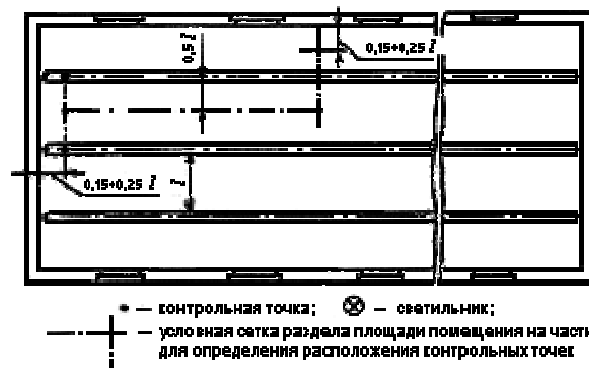 0,5 l
0,15÷0,25 l
0,15÷0,25 l
l
• — контрольная точка; ⊗ — светильник;
— условная сетка раздела площади помещения на части
для определения расположения контрольных точек